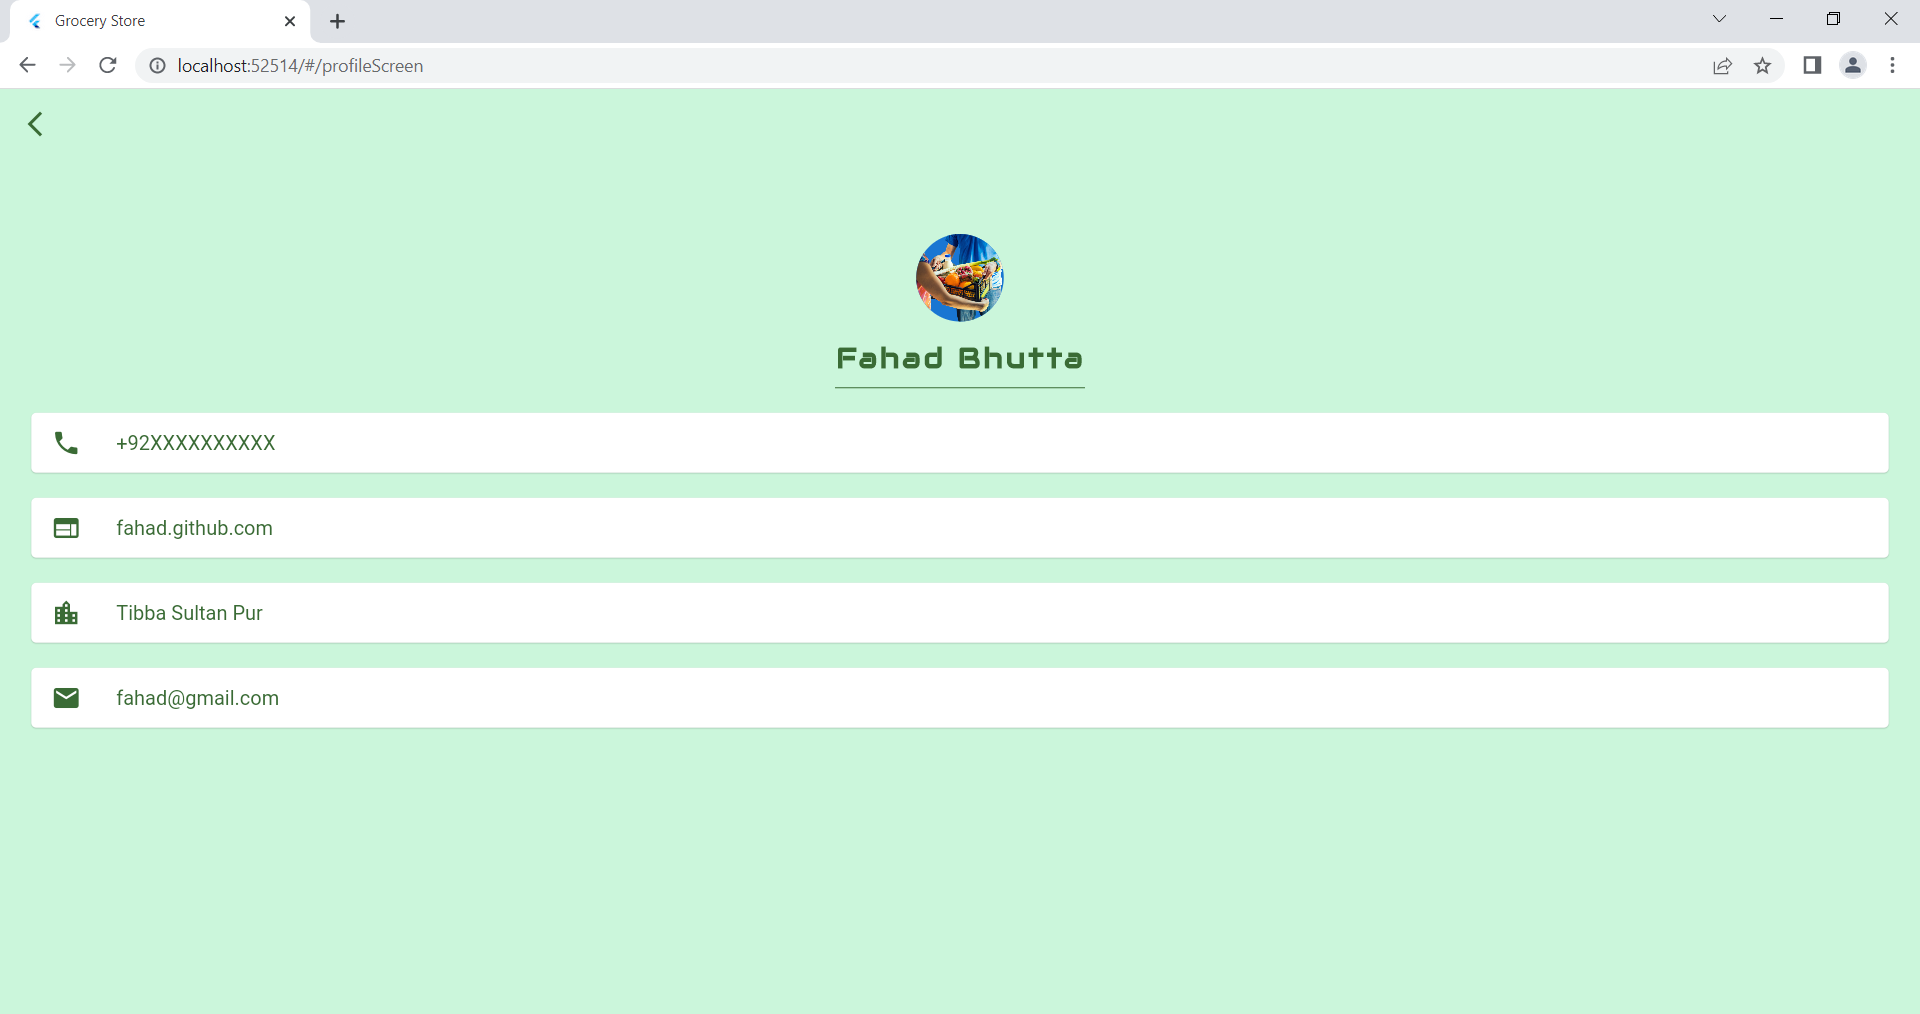 Grocery Store
localhost:52514/#/profileScreen
Fahad Bhutta
+92XXXXXXXXXX
fahad.github.com
Tibba Sultan Pur
fahad@gmail.com